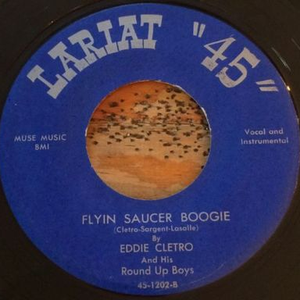 LARIAT "45"
MUSE MUSIC
BMI
Vocal and
Instrumental
FLYIN SAUCER BOOGIE
(Cletro-Sargent-Lasalle)
By
EDDIE CLETRO
And His
Round Up Boys
45-1202-B